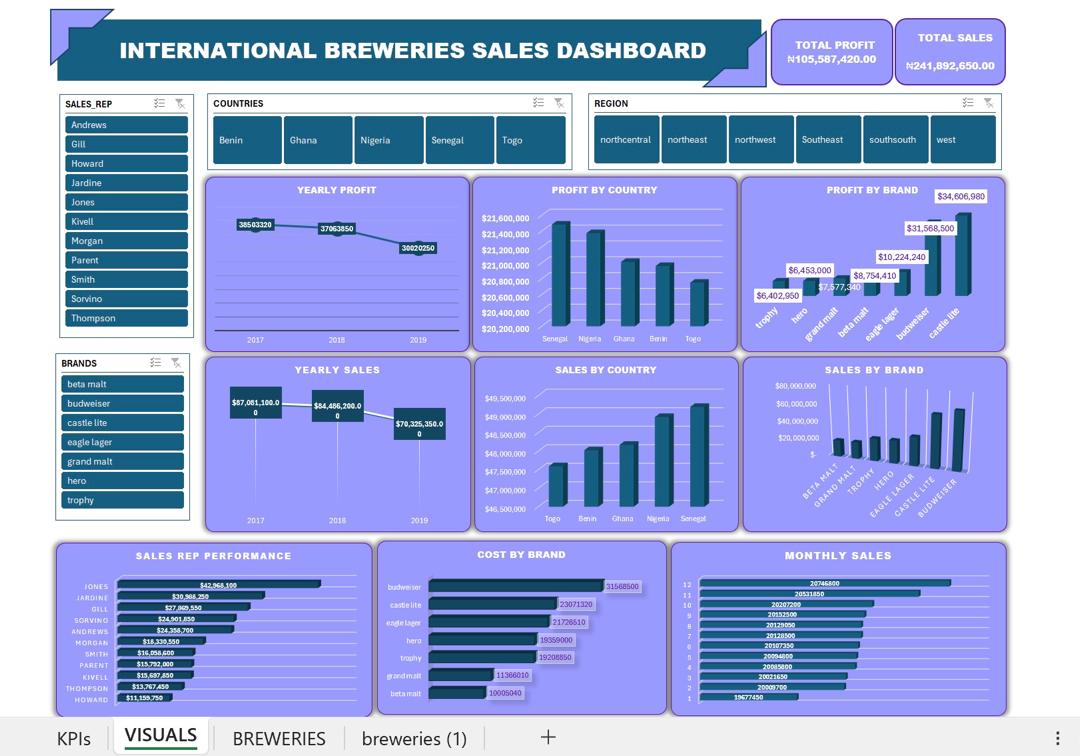 INTERNATIONAL BREWERIES SALES DASHBOARD
TOTAL PROFIT
₦105,587,420.00
TOTAL SALES
₦241,892,650.00
SALES_REP
Andrews
Gill
Howard
Jardine
Jones
Kivell
Morgan
Parent
Smith
Sorvino
Thompson
COUNTRIES
Benin
Ghana
Nigeria
Senegal
Togo
REGION
northcentral
northeast
northwest
Southeast
southsouth
west
BRANDS
beta malt
budweiser
castle lite
eagle lager
grand malt
hero
trophy
YEARLY PROFIT
38503320
37063850
30020250
2017
2018
2019
PROFIT BY COUNTRY
$21,600,000
$21,400,000
$21,200,000
$21,000,000
$20,800,000
$20,600,000
$20,400,000
$20,200,000
Senegal
Nigeria
Ghana
Benin
Togo
PROFIT BY BRAND
$34,606,980
$31,568,500
$10,224,240
$6,453,000
$8,754,410
$7,577,340
$6,402,950
trophy
hero
grand malt
beta malt
eagle lager
budweiser
castle lite
YEARLY SALES
$87,081,100.0
0
$84,486,200.0
0
$70,325,350.0
0
2017
2018
2019
SALES BY COUNTRY
$49,500,000
$49,000,000
$48,500,000
$48,000,000
$47,500,000
$47,000,000
$46,500,000
Togo
Benin
Ghana
Nigeria
Senegal
SALES BY BRAND
$80,000,000
$60,000,000
$40,000,000
$20,000,000
$-
BETA MALT
GRAND MALT
TROPHY
HERO
EAGLE LAGER
CASTLE LITE
BUDWEISER
SALES REP PERFORMANCE
JONES $42,968,100
JARDINE $30,988,250
GILL $27,869,550
SORVINO $24,901,850
ANDREWS $24,358,700
MORGAN $18,330,550
SMITH $16,058,600
PARENT $15,792,000
KIVELL $15,697,850
THOMPSON $13,767,450
HOWARD $11,159,750
COST BY BRAND
budweiser 31568500
castle lite 23071320
eagle lager 21726510
hero 19359000
trophy 19208850
grand malt 11366010
beta malt 10005040
MONTHLY SALES
12 20746800
11 20531850
10 20207200
9 20152500
8 20129050
7 20128500
6 20107350
5 20094800
4 20085800
3 20021650
2 20009700
1 19677450
KPIs
VISUALS
BREWERIES
breweries (1)